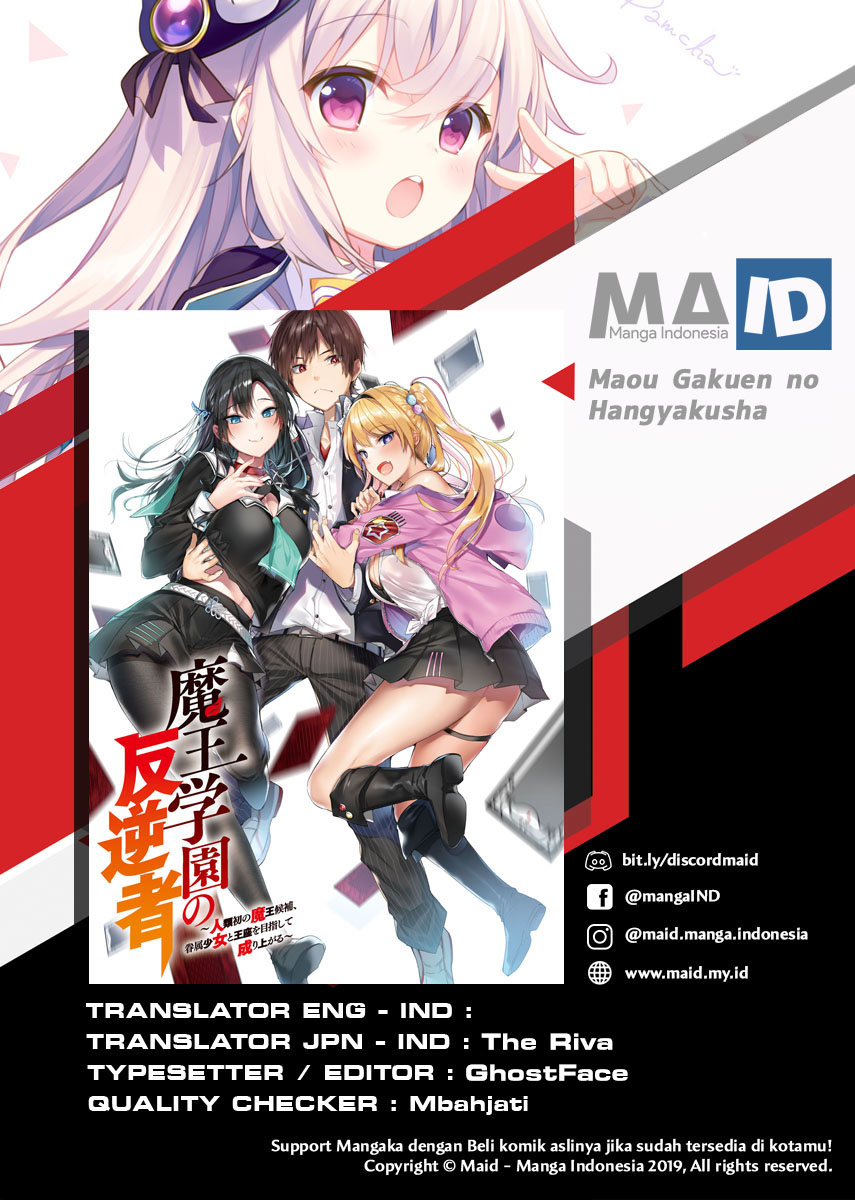 Pamcha
MA ID
Manga Indonesia
Maou Gakuen no
Hangyakusha
魔王学園の
反逆者
～人類初の魔王候補、
眷属少女と王座を目指して
成り上がる～
bit.ly/discordmaid
@mangaIND
@maid.manga.indonesia
www.maid.my.id
TRANSLATOR ENG - IND :
TRANSLATOR JPN - IND : The Riva
TYPESETTER / EDITOR : GhostFace
QUALITY CHECKER : Mbahjati
Support Mangaka dengan Beli komik aslinya jika sudah tersedia di kotamu!
Copyright © Maid - Manga Indonesia 2019, All rights reserved.